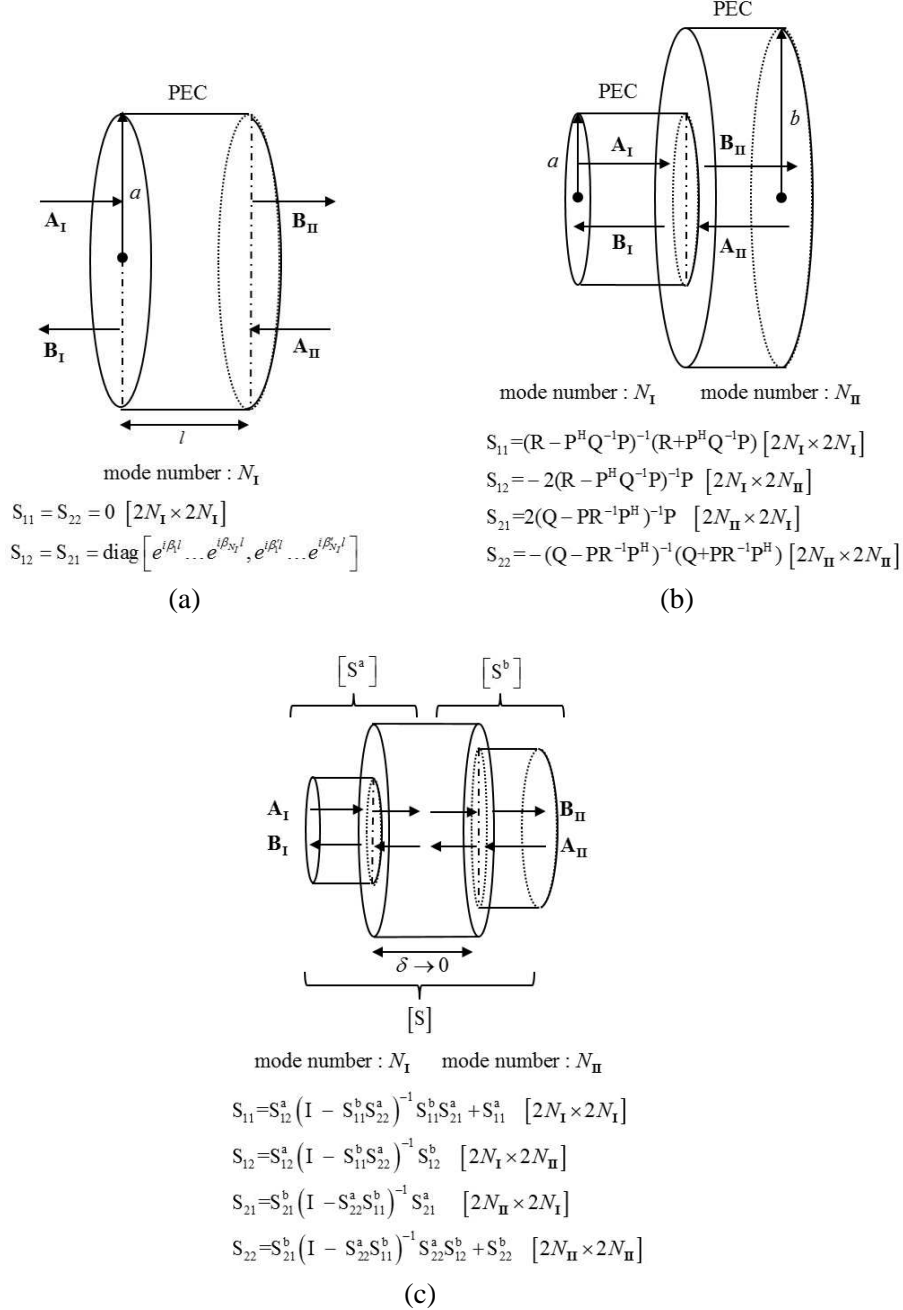 PEC
a
A_I
B_II
B_I
A_II
l
mode number : N_I
S_11 = S_22 = 0 [2N_I × 2N_I]
S_12 = S_21 = diag[e^{iβ_1 l} … e^{iβ_{N_I} l}, e^{iβ'_1 l} … e^{iβ'_{N_I} l}]
(a)
PEC
PEC
b
A_I
B_II
a
B_I
A_II
mode number : N_I mode number : N_II
S_11=(R − P^H Q^{-1}P)^{-1}(R+P^H Q^{-1}P) [2N_I × 2N_I]
S_12=− 2(R − P^H Q^{-1}P)^{-1}P [2N_I × 2N_II]
S_21=2(Q − PR^{-1}P^H)^{-1}P [2N_II × 2N_I]
S_22=−(Q − PR^{-1}P^H)^{-1}(Q+PR^{-1}P^H) [2N_II × 2N_II]
(b)
[S^a] [S^b]
A_I
B_II
B_I
A_II
δ → 0
[S]
mode number : N_I mode number : N_II
S_11=S^a_12(I − S^b_11 S^a_22)^{-1} S^b_11 S^a_21 + S^a_11 [2N_I × 2N_I]
S_12=S^a_12(I − S^b_11 S^a_22)^{-1} S^b_12 [2N_I × 2N_II]
S_21=S^b_21(I − S^a_22 S^b_11)^{-1} S^a_21 [2N_II × 2N_I]
S_22=S^b_21(I − S^a_22 S^b_11)^{-1} S^a_22 S^b_12 + S^b_22 [2N_II × 2N_II]
(c)